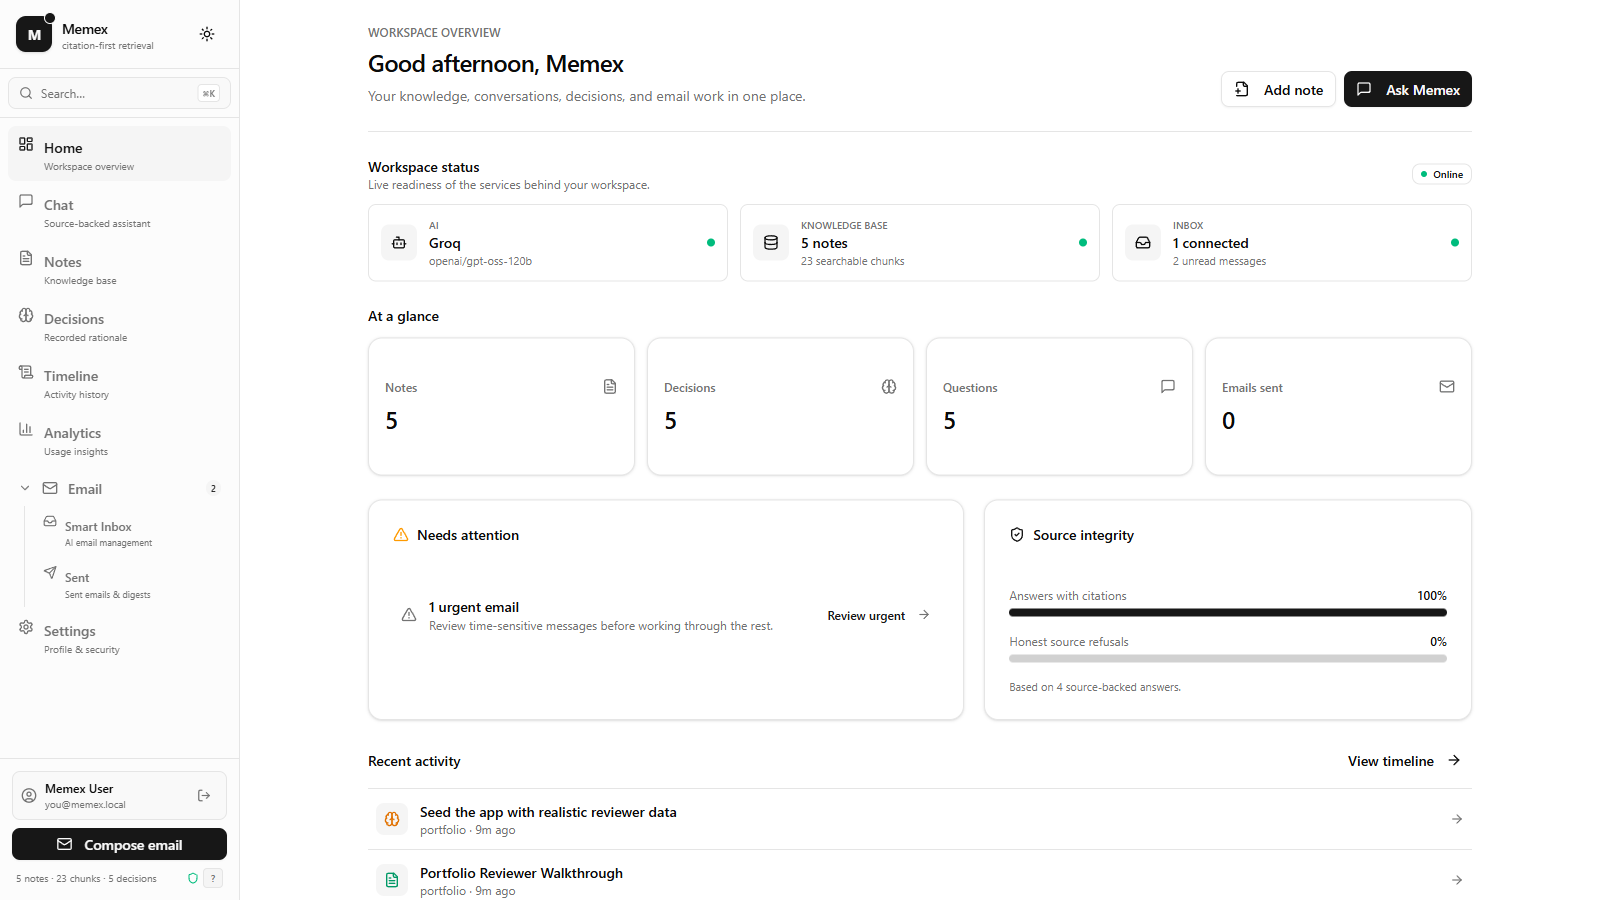 M
Memex
citation-first retrieval
Search...
⌘K
Home
Workspace overview
Chat
Source-backed assistant
Notes
Knowledge base
Decisions
Recorded rationale
Timeline
Activity history
Analytics
Usage insights
Email
2
Smart Inbox
AI email management
Sent
Sent emails & digests
Settings
Profile & security
Memex User
you@memex.local
Compose email
5 notes · 23 chunks · 5 decisions
?
WORKSPACE OVERVIEW
Good afternoon, Memex
Your knowledge, conversations, decisions, and email work in one place.
Add note
Ask Memex
Workspace status
Live readiness of the services behind your workspace.
Online
AI
Groq
openai/gpt-oss-120b
KNOWLEDGE BASE
5 notes
23 searchable chunks
INBOX
1 connected
2 unread messages
At a glance
Notes
5
Decisions
5
Questions
5
Emails sent
0
Needs attention
1 urgent email
Review time-sensitive messages before working through the rest.
Review urgent
Source integrity
Answers with citations
100%
Honest source refusals
0%
Based on 4 source-backed answers.
Recent activity
View timeline
Seed the app with realistic reviewer data
portfolio · 9m ago
Portfolio Reviewer Walkthrough
portfolio · 9m ago